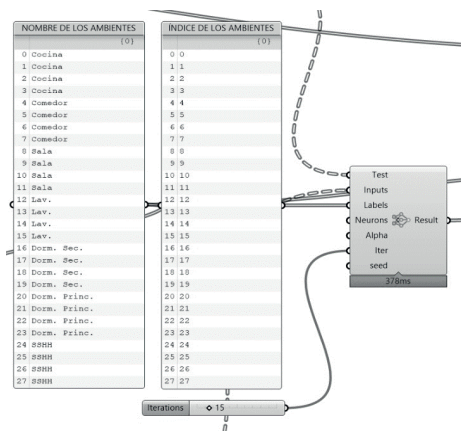 NOMBRE DE LOS AMBIENTES
{0}
0 Cocina
1 Cocina
2 Cocina
3 Cocina
4 Comedor
5 Comedor
6 Comedor
7 Comedor
8 Sala
9 Sala
10 Sala
11 Sala
12 Lav.
13 Lav.
14 Lav.
15 Lav.
16 Dorm. Sec.
17 Dorm. Sec.
18 Dorm. Sec.
19 Dorm. Sec.
20 Dorm. Princ.
21 Dorm. Princ.
22 Dorm. Princ.
23 Dorm. Princ.
24 SSHH
25 SSHH
26 SSHH
27 SSHH
ÍNDICE DE LOS AMBIENTES
{0}
0 0
1 1
2 2
3 3
4 4
5 5
6 6
7 7
8 8
9 9
10 10
11 11
12 12
13 13
14 14
15 15
16 16
17 17
18 18
19 19
20 20
21 21
22 22
23 23
24 24
25 25
26 26
27 27
Test
Inputs
Labels
Neurons
Alpha
Iter
seed
Result
378ms
Iterations 15